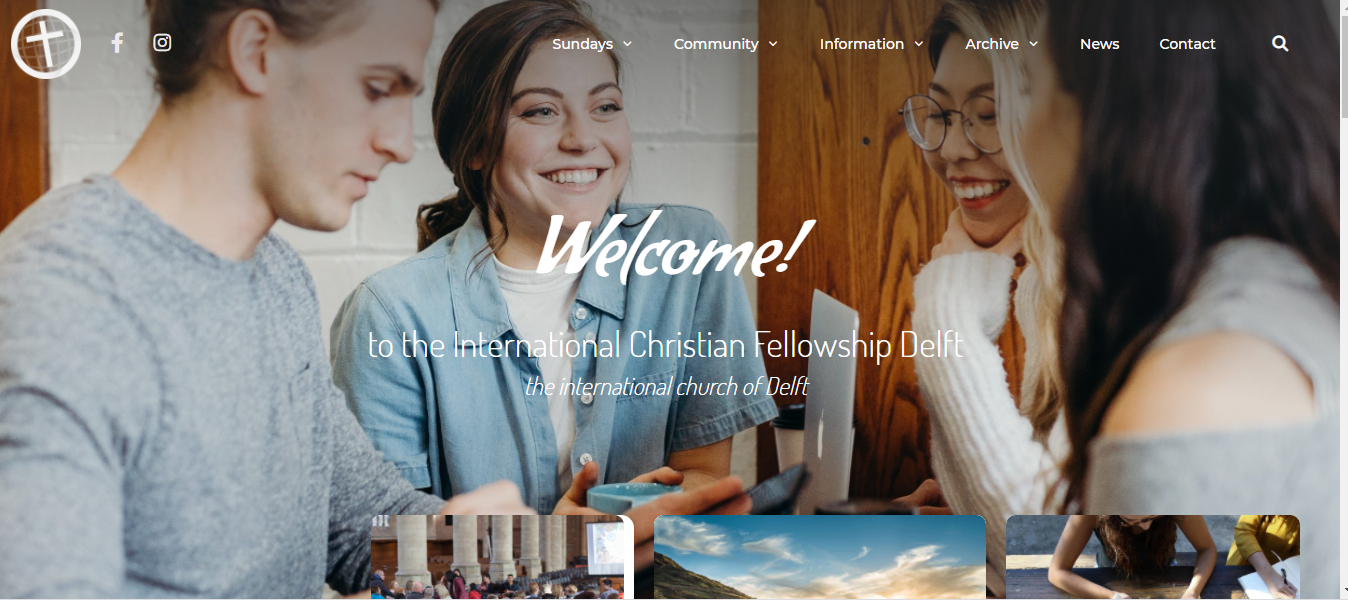 Sundays Community Information Archive News Contact
Welcome!
to the International Christian Fellowship Delft
the international church of Delft